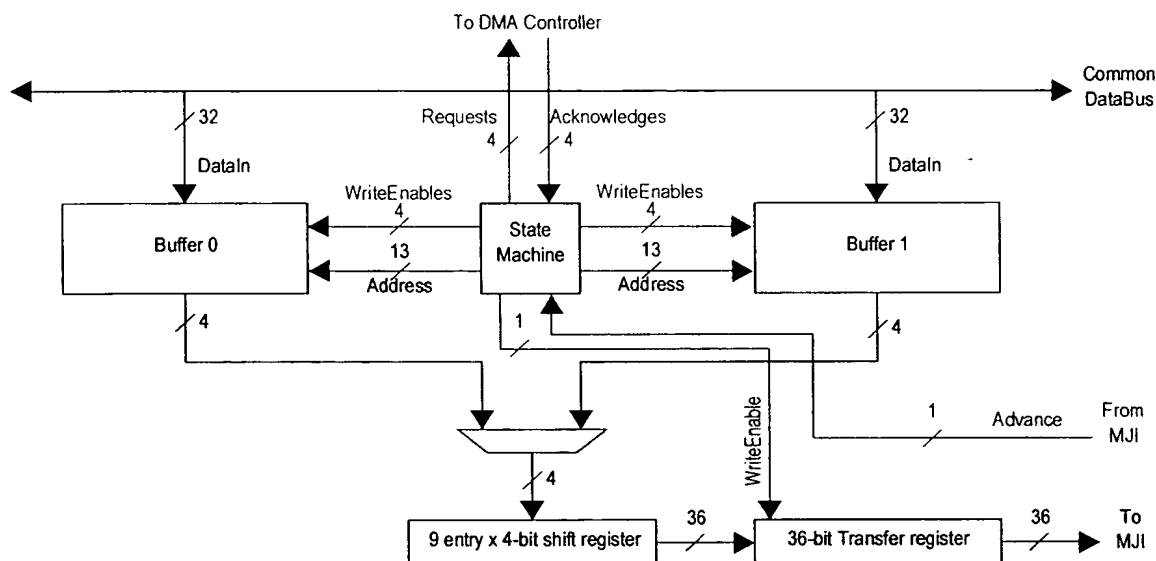 To DMA Controller
Common
DataBus
32
Requests
Acknowledges
32
4
4
DataIn
DataIn
WriteEnables
WriteEnables
4
4
State
Machine
Buffer 0
Buffer 1
13
13
Address
Address
4
1
4
WriteEnable
1
Advance
From
MJI
4
9 entry x 4-bit shift register
36
36-bit Transfer register
36
To
MJI